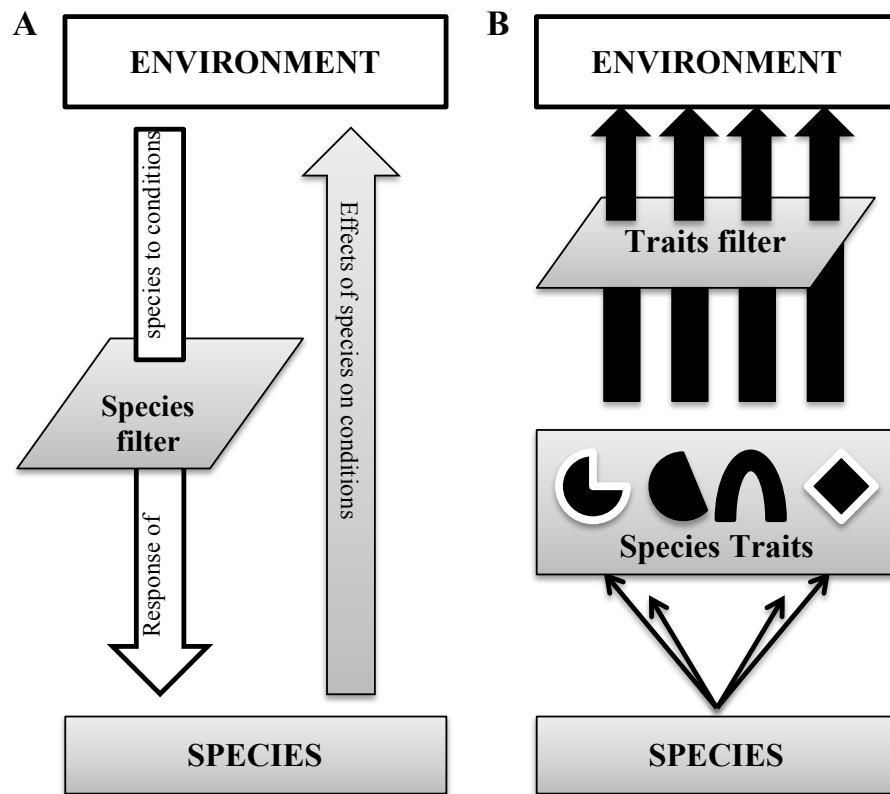 A
ENVIRONMENT
species to conditions
Effects of species on conditions
Species
filter
Response of
SPECIES
B
ENVIRONMENT
Traits filter
Species Traits
SPECIES